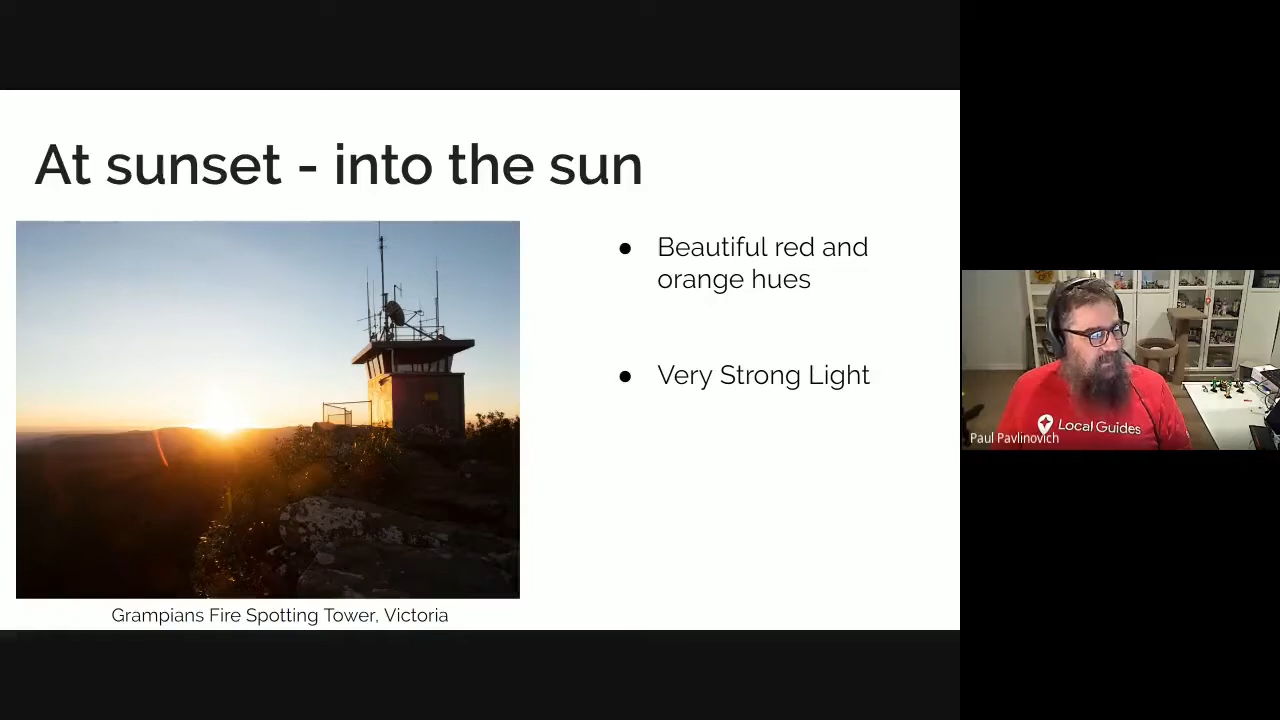 At sunset - into the sun
● Beautiful red and
orange hues
● Very Strong Light
Grampians Fire Spotting Tower, Victoria
Local Guides
Paul Pavlinovich